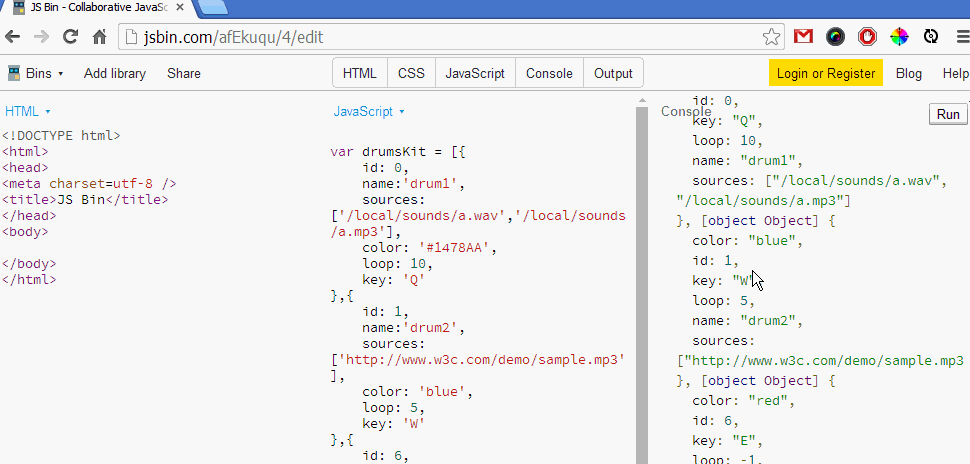 JS Bin - Collaborative JavaSc
jsbin.com/afEkuqu/4/edit
Bins
Add library
Share
HTML
CSS
JavaScript
Console
Output
Login or Register
Blog
Help
HTML
<!DOCTYPE html>
<html>
<head>
<meta charset=utf-8 />
<title>JS Bin</title>
</head>
<body>
</body>
</html>
JavaScript
var drumsKit = [{
id: 0,
name:'drum1',
sources:
['/local/sounds/a.wav','/local/sounds
/a.mp3'],
color: '#1478AA',
loop: 10,
key: 'Q'
},{
id: 1,
name:'drum2',
sources:
['http://www.w3c.com/demo/sample.mp3'
],
color: 'blue',
loop: 5,
key: 'W'
},{
id: 6,
Console
Run
id: 0,
key: "Q",
loop: 10,
name: "drum1",
sources: ["/local/sounds/a.wav",
"/local/sounds/a.mp3"]
}, [object Object] {
color: "blue",
id: 1,
key: "W"
loop: 5,
name: "drum2",
sources:
["http://www.w3c.com/demo/sample.mp3
}, [object Object] {
color: "red",
id: 6,
key: "E",
loop: -1,